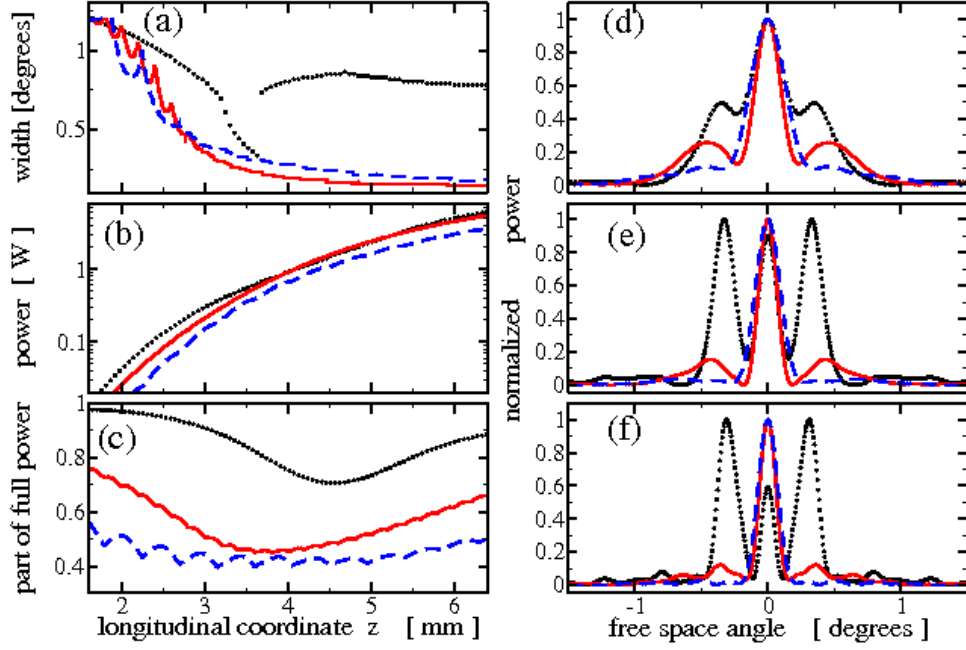 (a)
width [degrees]
1
0.5
(b)
power [ W ]
1
0.1
(c)
part of full power
1
0.8
0.6
0.4
2 3 4 5 6
longitudinal coordinate z [ mm ]
(d)
1
0.8
0.6
0.4
0.2
0
(e)
normalized power
1
0.8
0.6
0.4
0.2
0
(f)
1
0.8
0.6
0.4
0.2
0
-1 0 1
free space angle [ degrees ]